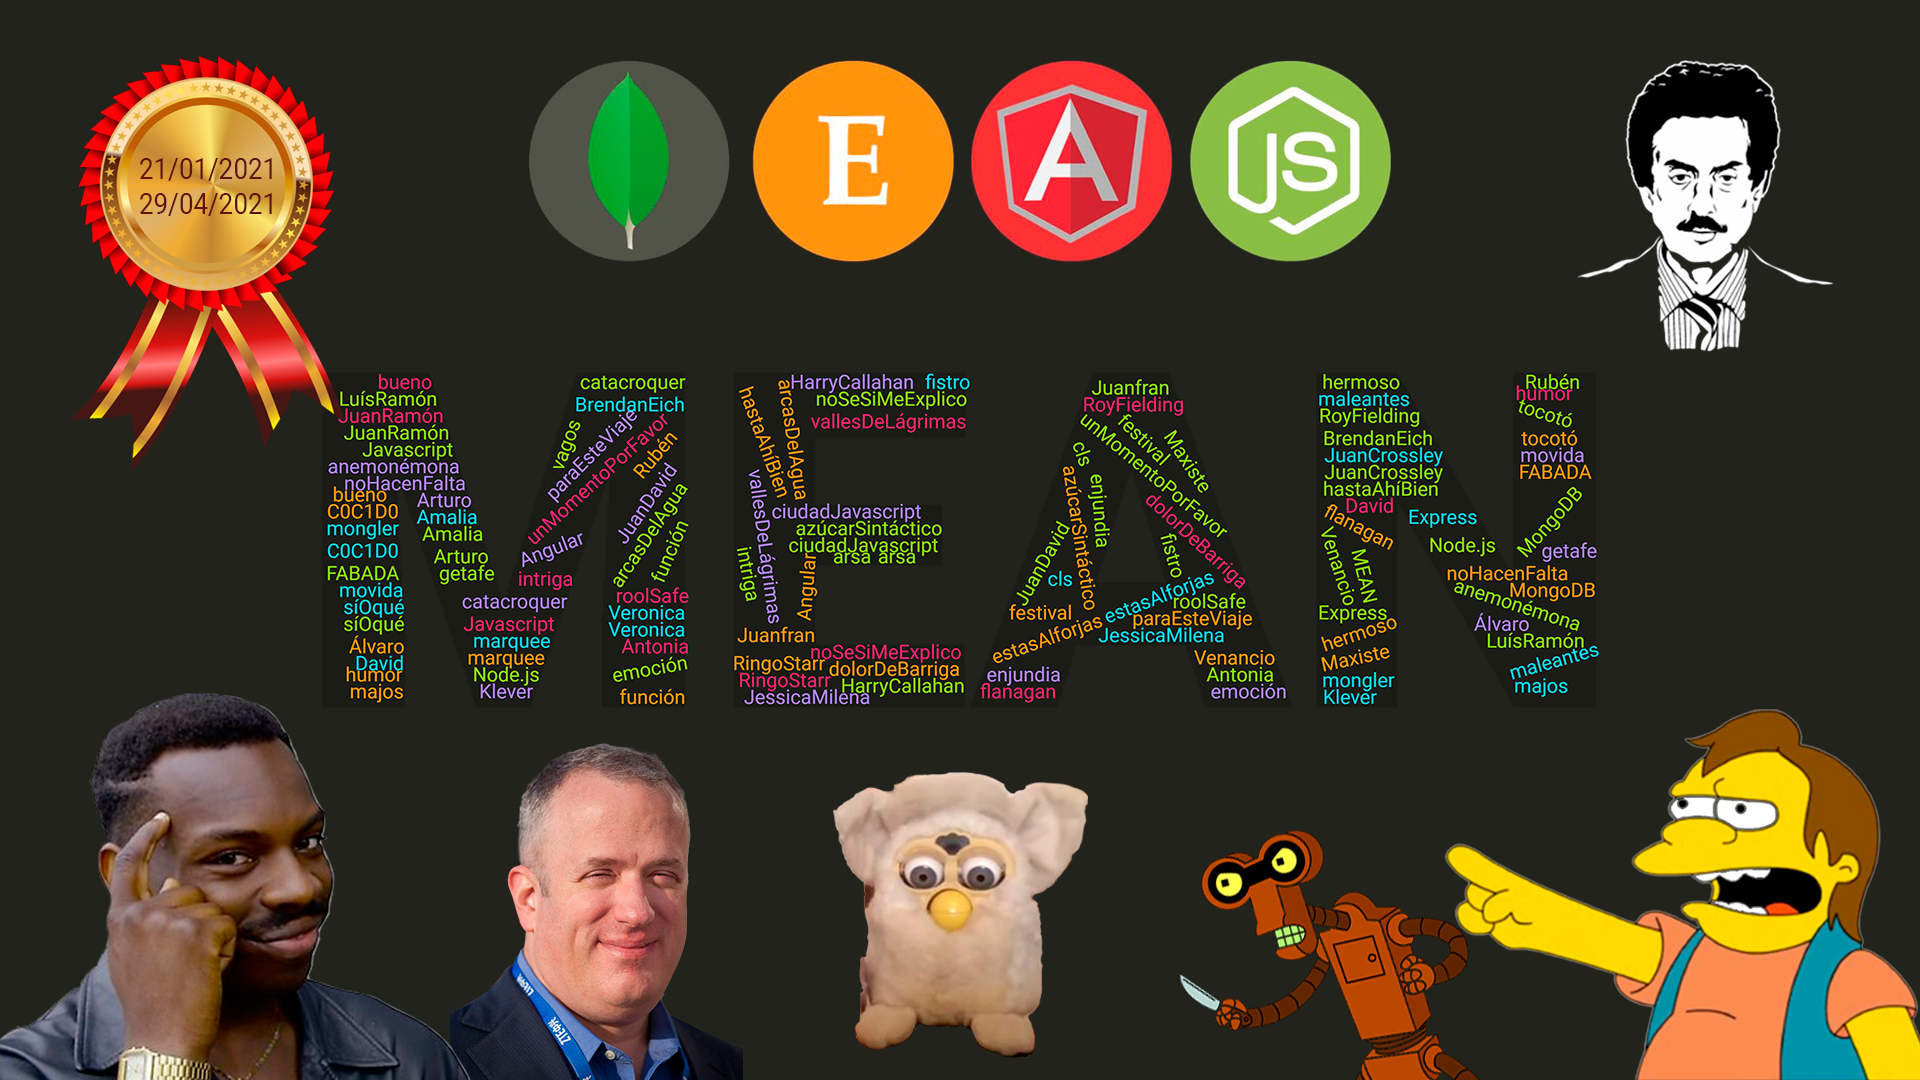 21/01/2021
29/04/2021
E
A
JS
bueno
LuísRamón
JuanRamón
JuanRamón
Javascript
anemonémona
noHacenFalta
bueno
Arturo
C0C1D0
Amalia
mongler
Amalia
C0C1D0
Arturo
FABADA
getafe
movida
síOqué
síOqué
Álvaro
David
humor
majos
catacroquer
Javascript
marquee
marquee
Node.js
Klever
catacroquer
BrendanEich
vagos
paraEsteViaje
unMomentoPorFavor
Rubén
JuanDavid
arcasDelAgua
función
Angular
intriga
roolSafe
Veronica
Veronica
Antonia
emoción
función
HarryCallahan
fistro
noSeSiMeExplico
vallesDeLágrimas
hastaAhíBien
arcasDelAgua
vallesDeLágrimas
ciudadJavascript
azúcarSintáctico
ciudadJavascript
arsa arsa
intriga
Angular
Juanfran
noSeSiMeExplico
RingoStarr
dolorDeBarriga
RingoStarr
HarryCallahan
JessicaMilena
Juanfran
RoyFielding
festival
Maxiste
unMomentoPorFavor
cls
azúcarSintáctico
enjundia
dolorDeBarriga
JuanDavid
fistro
cls
estasAlforjas
roolSafe
festival
paraEsteViaje
estasAlforjas
JessicaMilena
enjundia
flanagan
Venancio
Antonia
emoción
hermoso
maleantes
RoyFielding
BrendanEich
JuanCrossley
JuanCrossley
hastaAhíBien
David
flanagan
Express
Venancio
MEAN
Node.js
Express
hermoso
Maxiste
mongler
Klever
Rubén
humor
tocotó
tocotó
movida
FABADA
MongoDB
getafe
noHacenFalta
MongoDB
anemonémona
Álvaro
LuísRamón
maleantes
majos
ZTE中兴